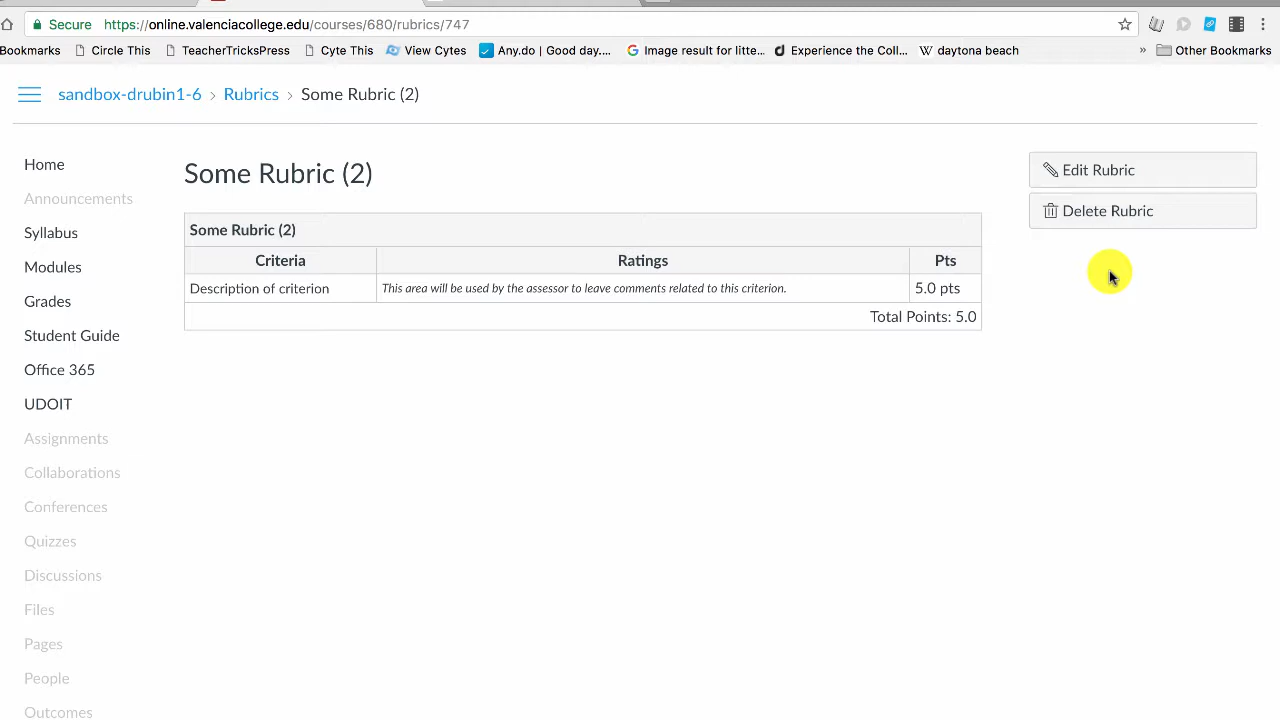 Secure https://online.valenciacollege.edu/courses/680/rubrics/747
Bookmarks Circle This TeacherTricksPress Cyte This View Cytes Any.do | Good day.... Image result for litte... Experience the Coll... daytona beach » Other Bookmarks
sandbox-drubin1-6 › Rubrics › Some Rubric (2)
Home
Announcements
Syllabus
Modules
Grades
Student Guide
Office 365
UDOIT
Assignments
Collaborations
Conferences
Quizzes
Discussions
Files
Pages
People
Outcomes
Some Rubric (2)
Some Rubric (2)
Criteria Ratings Pts
Description of criterion This area will be used by the assessor to leave comments related to this criterion. 5.0 pts
Total Points: 5.0
Edit Rubric
Delete Rubric